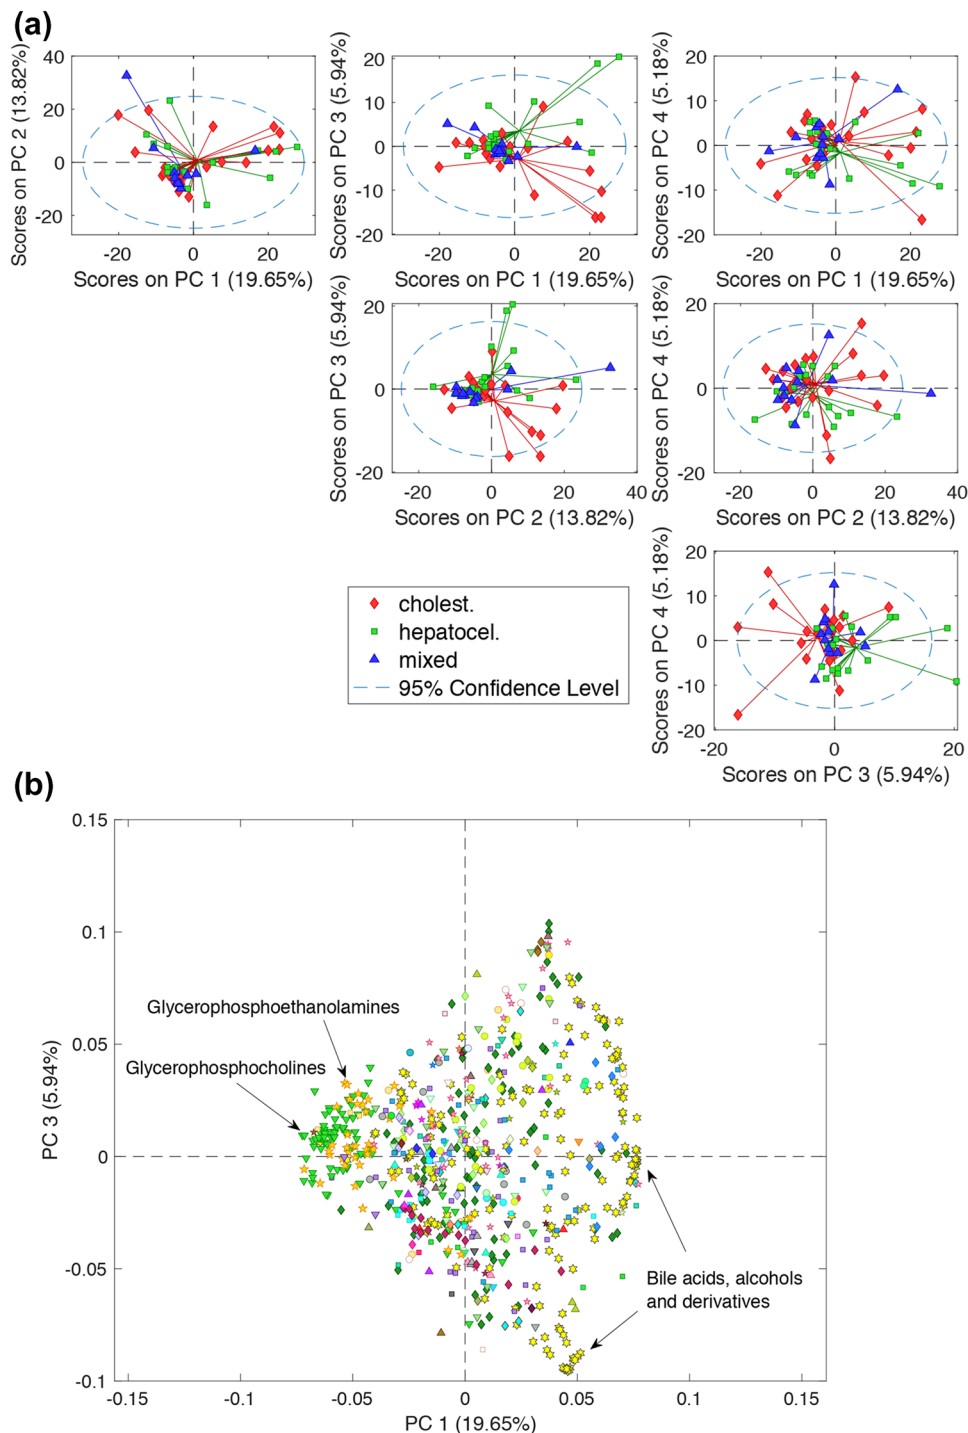 (a)
Scores on PC 2 (13.82%)
40
20
0
-20
-20
0
20
Scores on PC 1 (19.65%)
Scores on PC 3 (5.94%)
20
10
0
-10
-20
-20
0
20
Scores on PC 1 (19.65%)
Scores on PC 4 (5.18%)
20
10
0
-10
-20
-20
0
20
Scores on PC 1 (19.65%)
Scores on PC 3 (5.94%)
20
0
-20
-20
0
20
40
Scores on PC 2 (13.82%)
Scores on PC 4 (5.18%)
20
0
-20
-20
0
20
40
Scores on PC 2 (13.82%)
cholest.
hepatocel.
mixed
95% Confidence Level
Scores on PC 4 (5.18%)
20
10
0
-10
-20
-20
0
20
Scores on PC 3 (5.94%)
(b)
PC 3 (5.94%)
0.15
0.1
0.05
0
-0.05
-0.1
Glycerophosphoethanolamines
Glycerophosphocholines
Bile acids, alcohols
and derivatives
-0.15
-0.1
-0.05
0
0.05
0.1
0.15
PC 1 (19.65%)